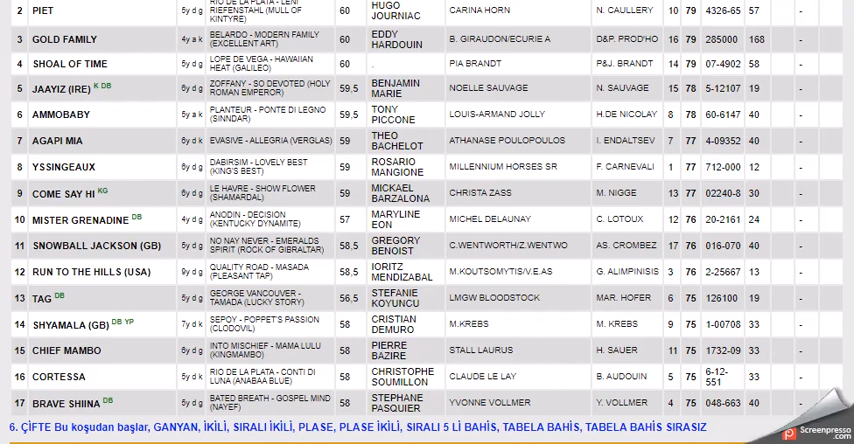 RIO DE LA PLATA - LENI
2 PIET 5y d g RIEFENSTAHL (MULL OF KINTYRE) 60 HUGO JOURNIAC CARINA HORN N. CAULLERY 10 79 4326-65 57 -
3 GOLD FAMILY 4y a k BELARDO - MODERN FAMILY (EXCELLENT ART) 60 EDDY HARDOUIN B. GIRAUDON/ECURIE A D&P. PROD'HO 16 79 285000 168 -
4 SHOAL OF TIME 5y d g LOPE DE VEGA - HAWAIIAN HEAT (GALILEO) 60 . PIA BRANDT P&J. BRANDT 14 79 07-4902 58 -
5 JAAYIZ (IRE) K DB 6y d g ZOFFANY - SO DEVOTED (HOLY ROMAN EMPEROR) 59,5 BENJAMIN MARIE NOELLE SAUVAGE N. SAUVAGE 15 78 5-12107 19 -
6 AMMOBABY 5y a k PLANTEUR - PONTE DI LEGNO (SINNDAR) 59,5 TONY PICCONE LOUIS-ARMAND JOLLY H.DE NICOLAY 8 78 60-6147 40 -
7 AGAPI MIA 6y d k EVASIVE - ALLEGRIA (VERGLAS) 59 THEO BACHELOT ATHANASE POULOPOULOS I. ENDALTSEV 7 77 4-09352 40 -
8 YSSINGEAUX 6y d g DABIRSIM - LOVELY BEST (KING'S BEST) 59 ROSARIO MANGIONE MILLENNIUM HORSES SR F. CARNEVALI 1 77 712-000 12 -
9 COME SAY HI KG 6y d g LE HAVRE - SHOW FLOWER (SHAMARDAL) 59 MICKAEL BARZALONA CHRISTA ZASS M. NIGGE 13 77 02240-8 30 -
10 MISTER GRENADINE DB 4y d g ANODIN - DECISION (KENTUCKY DYNAMITE) 57 MARYLINE EON MICHEL DELAUNAY C. LOTOUX 12 76 20-2161 24 -
11 SNOWBALL JACKSON (GB) 5y d g NO NAY NEVER - EMERALDS SPIRIT (ROCK OF GIBRALTAR) 58,5 GREGORY BENOIST C.WENTWORTH/Z.WENTWO AS. CROMBEZ 17 76 016-070 40 -
12 RUN TO THE HILLS (USA) 9y d g QUALITY ROAD - MASADA (PLEASANT TAP) 58,5 IORITZ MENDIZABAL M.KOUTSOMYTIS/V.E.AS G. ALIMPINISIS 3 76 2-25667 13 -
13 TAG DB 5y d g GEORGE VANCOUVER - TAMADA (LUCKY STORY) 56,5 STEFANIE KOYUNCU LMGW BLOODSTOCK MAR. HOFER 6 75 126100 19 -
14 SHYAMALA (GB) DB YP 7y d k SEPOY - POPPET'S PASSION (CLODOVIL) 58 CRISTIAN DEMURO M.KREBS M. KREBS 9 75 1-00708 33 -
15 CHIEF MAMBO 6y d g INTO MISCHIEF - MAMA LULU (KINGMAMBO) 58 PIERRE BAZIRE STALL LAURUS H. SAUER 11 75 1732-09 33 -
16 CORTESSA 5y d k RIO DE LA PLATA - CONTI DI LUNA (ANABAA BLUE) 58 CHRISTOPHE SOUMILLON CLAUDE LE LAY B. AUDOUIN 5 75 6-12-551 33 -
17 BRAVE SHIINA DB 5y d g BATED BREATH - GOSPEL MIND (NAYEF) 58 STEPHANE PASQUIER YVONNE VOLLMER Y. VOLLMER 4 75 048-663 40 -
6. ÇİFTE Bu koşudan başlar, GANYAN, İKİLİ, SIRALI İKİLİ, PLASE, PLASE İKİLİ, SIRALI 5 Lİ BAHİS, TABELA BAHİS, TABELA BAHİS SIRASIZ
Screenpresso.com